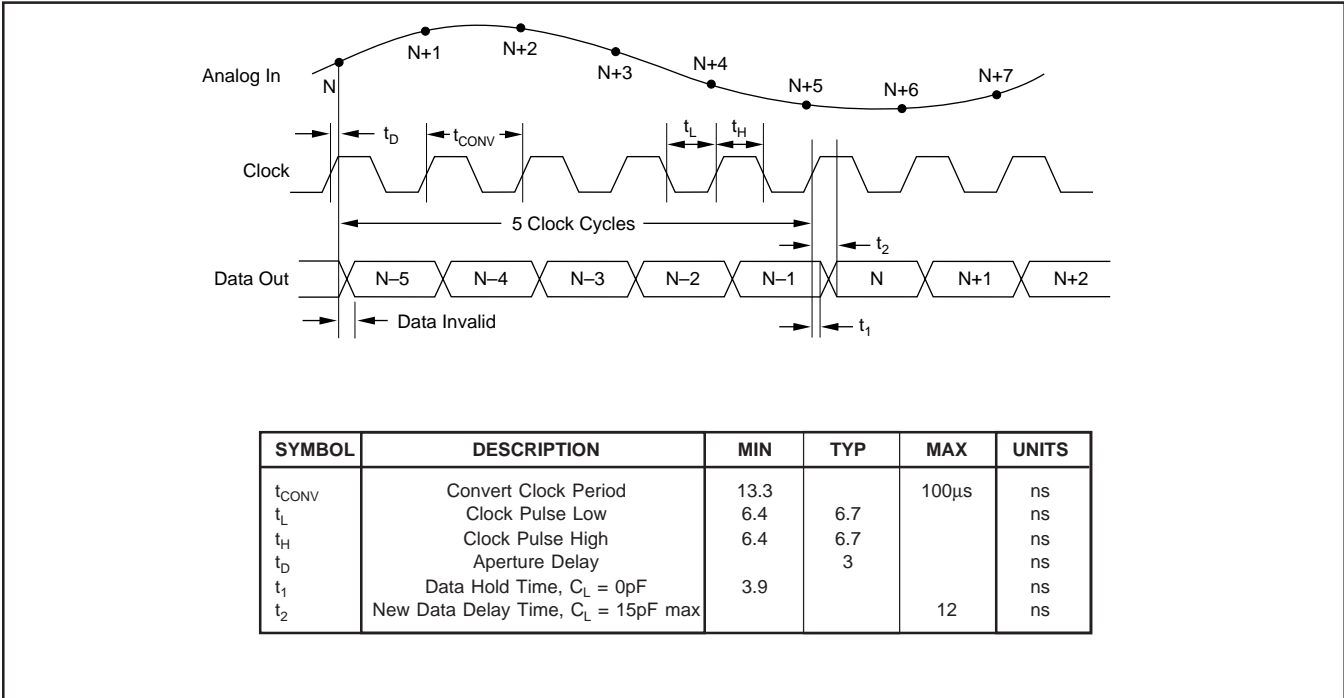 Analog In
N
N+1
N+2
N+3
N+4
N+5
N+6
N+7
tD
tCONV
tL
tH
Clock
5 Clock Cycles
t2
Data Out
N–5
N–4
N–3
N–2
N–1
N
N+1
N+2
Data Invalid
t1
SYMBOL DESCRIPTION MIN TYP MAX UNITS
tCONV Convert Clock Period 13.3 100µs ns
tL Clock Pulse Low 6.4 6.7 ns
tH Clock Pulse High 6.4 6.7 ns
tD Aperture Delay 3 ns
t1 Data Hold Time, CL = 0pF 3.9 ns
t2 New Data Delay Time, CL = 15pF max 12 ns